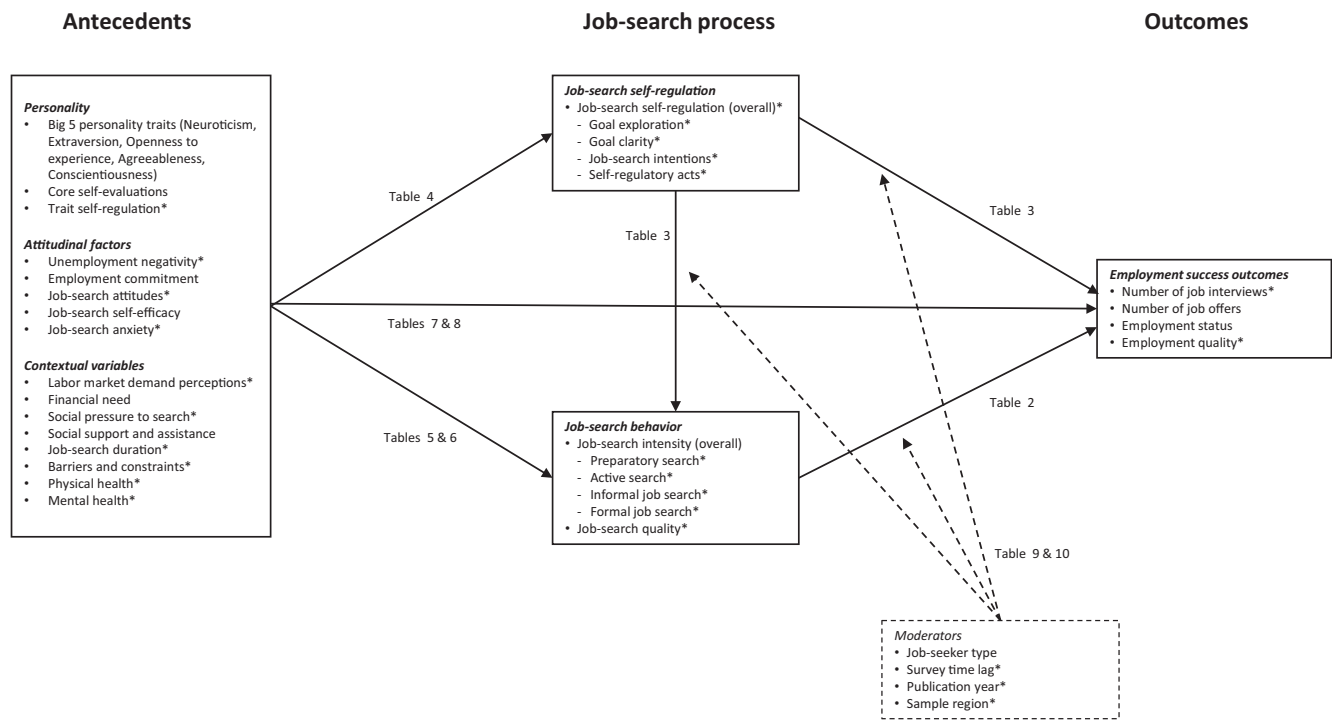 Antecedents
Job-search process
Outcomes
Personality
• Big 5 personality traits (Neuroticism,
Extraversion, Openness to
experience, Agreeableness,
Conscientiousness)
• Core self-evaluations
• Trait self-regulation*
Attitudinal factors
• Unemployment negativity*
• Employment commitment
• Job-search attitudes*
• Job-search self-efficacy
• Job-search anxiety*
Contextual variables
• Labor market demand perceptions*
• Financial need
• Social pressure to search*
• Social support and assistance
• Job-search duration*
• Barriers and constraints*
• Physical health*
• Mental health*
Table 4
Tables 7 & 8
Tables 5 & 6
Job-search self-regulation
• Job-search self-regulation (overall)*
- Goal exploration*
- Goal clarity*
- Job-search intentions*
- Self-regulatory acts*
Table 3
Job-search behavior
• Job-search intensity (overall)
- Preparatory search*
- Active search*
- Informal job search*
- Formal job search*
• Job-search quality*
Table 3
Table 2
Employment success outcomes
• Number of job interviews*
• Number of job offers
• Employment status
• Employment quality*
Table 9 & 10
Moderators
• Job-seeker type
• Survey time lag*
• Publication year*
• Sample region*